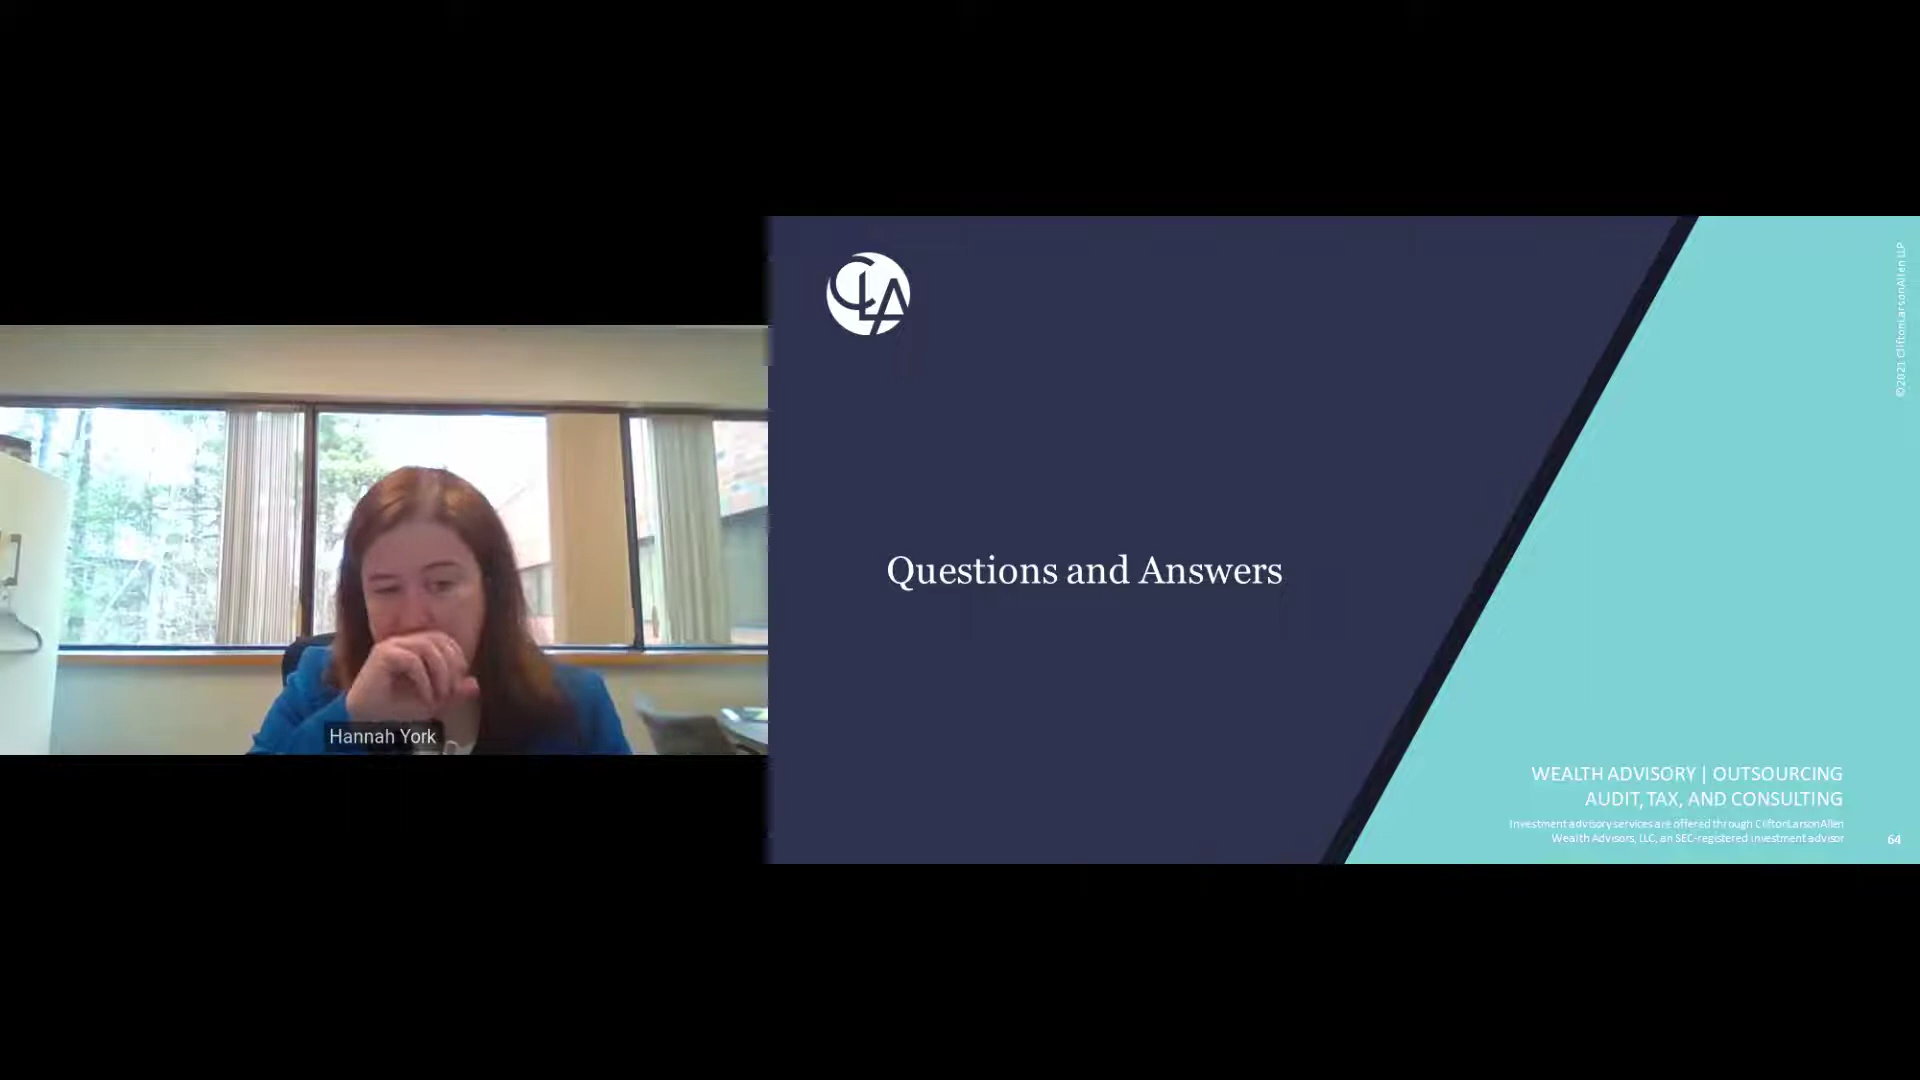 CLA
©2021 CliftonLarsonAllen LLP
Questions and Answers
Hannah York
WEALTH ADVISORY | OUTSOURCING
AUDIT, TAX, AND CONSULTING
Investment advisory services are offered through CliftonLarsonAllen
Wealth Advisors, LLC, an SEC-registered investment advisor
64